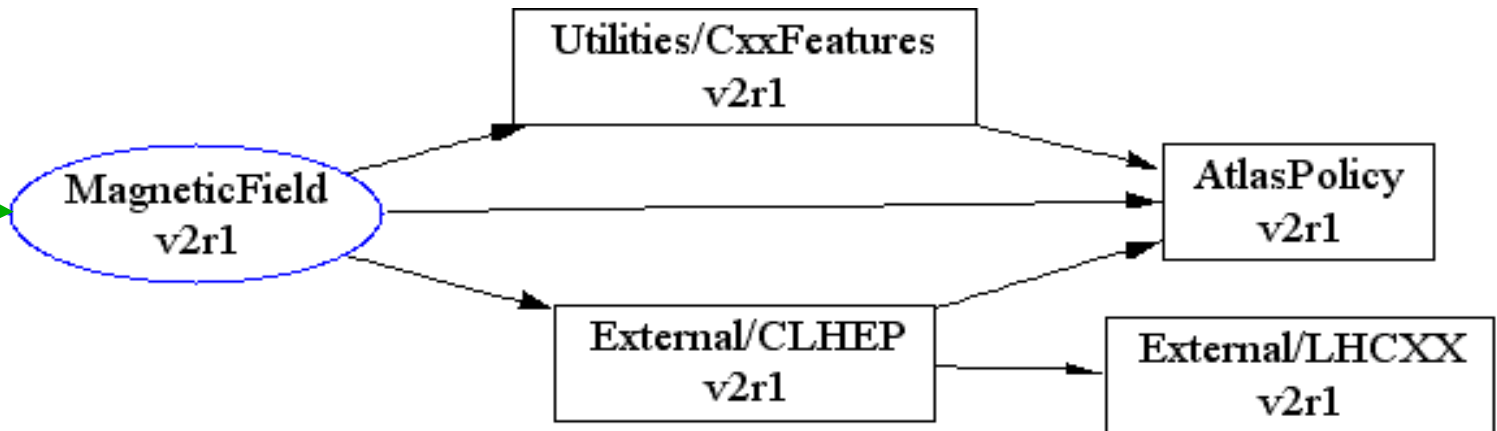 Utilities/CxxFeatures
v2r1
MagneticField
v2r1
AtlasPolicy
v2r1
External/CLHEP
v2r1
External/LHCXX
v2r1